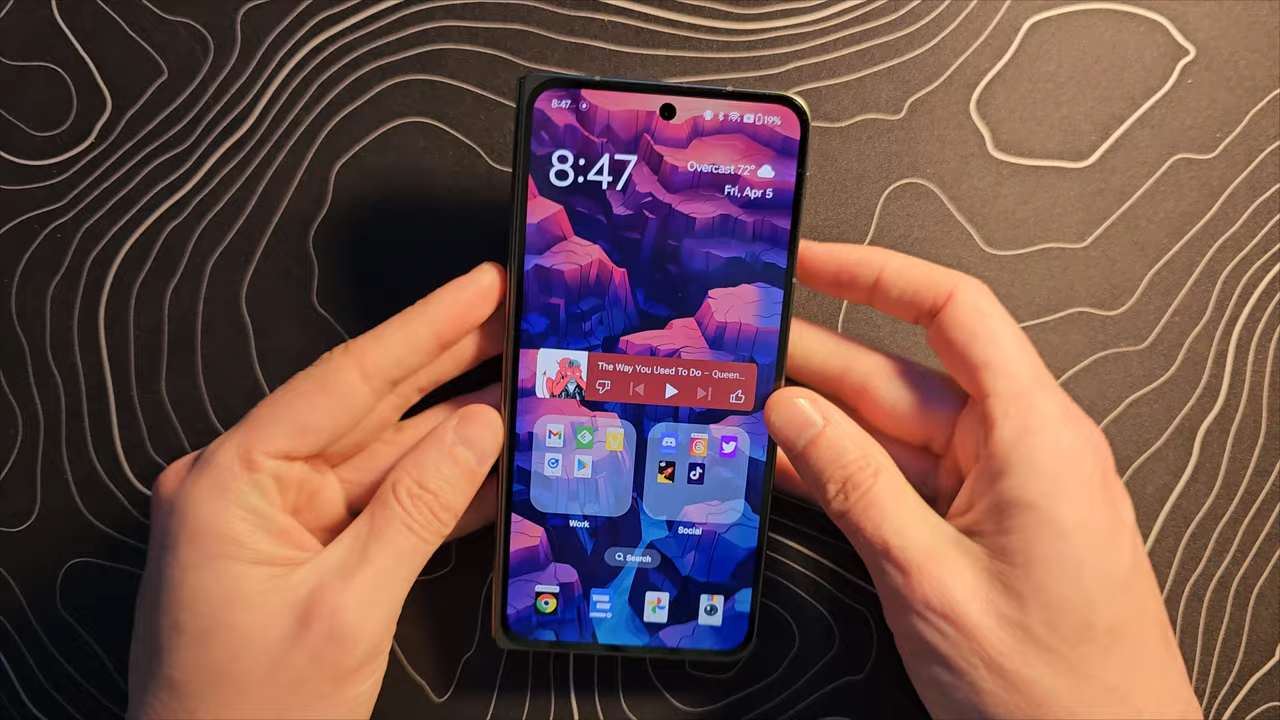 8:47
19%
8:47
Overcast 72°
Fri, Apr 5
The Way You Used To Do – Queen...
Work
Social
Search